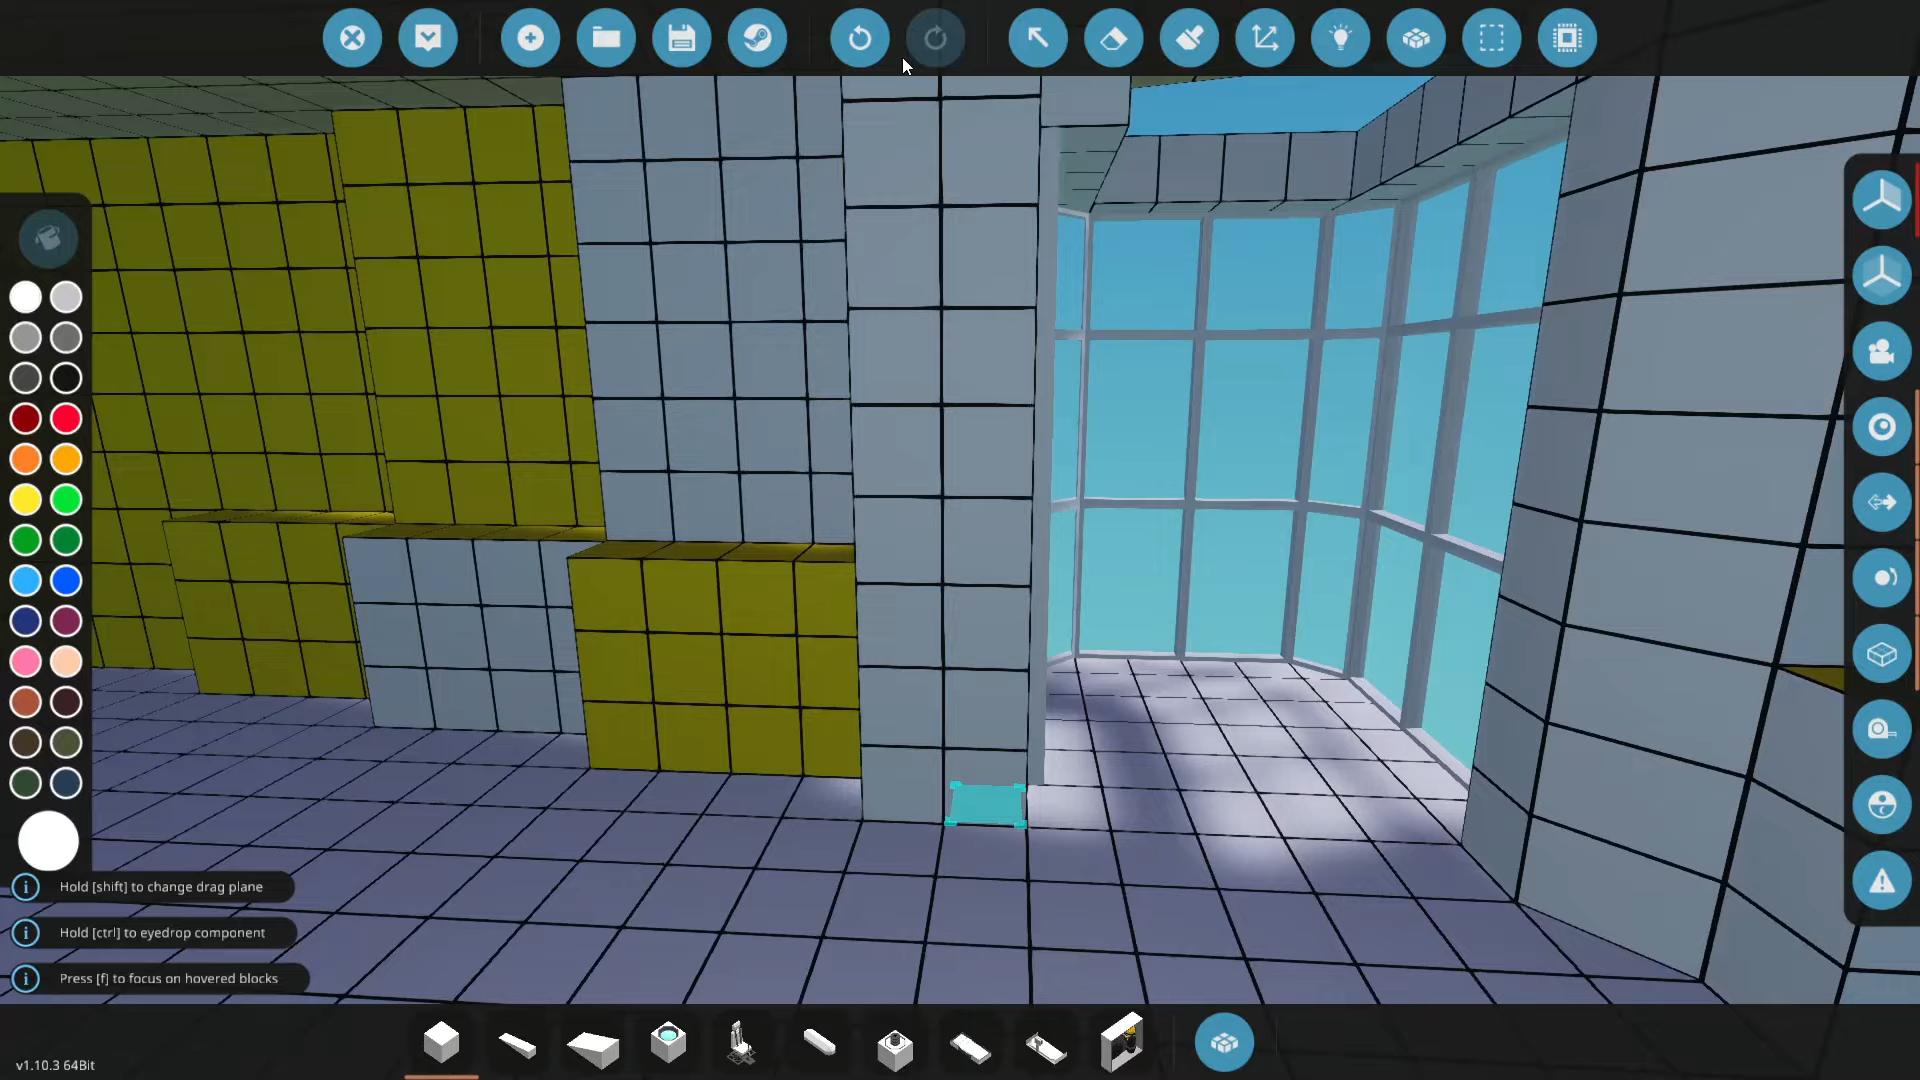 Hold [shift] to change drag plane
Hold [ctrl] to eyedrop component
Press [f] to focus on hovered blocks
v1.10.3 64Bit